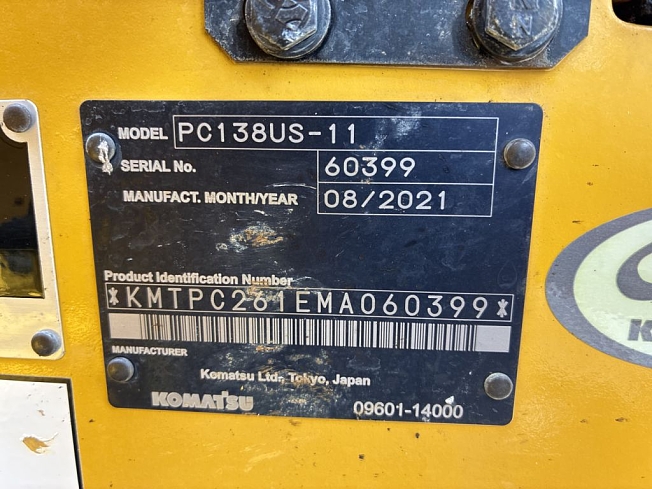 MODEL PC138US-11
SERIAL No. 60399
MANUFACT. MONTH/YEAR 08/2021
Product Identification Number
*KMTPC261EMA060399*
MANUFACTURER
Komatsu Ltd. Tokyo, Japan
KOMATSU 09601-14000